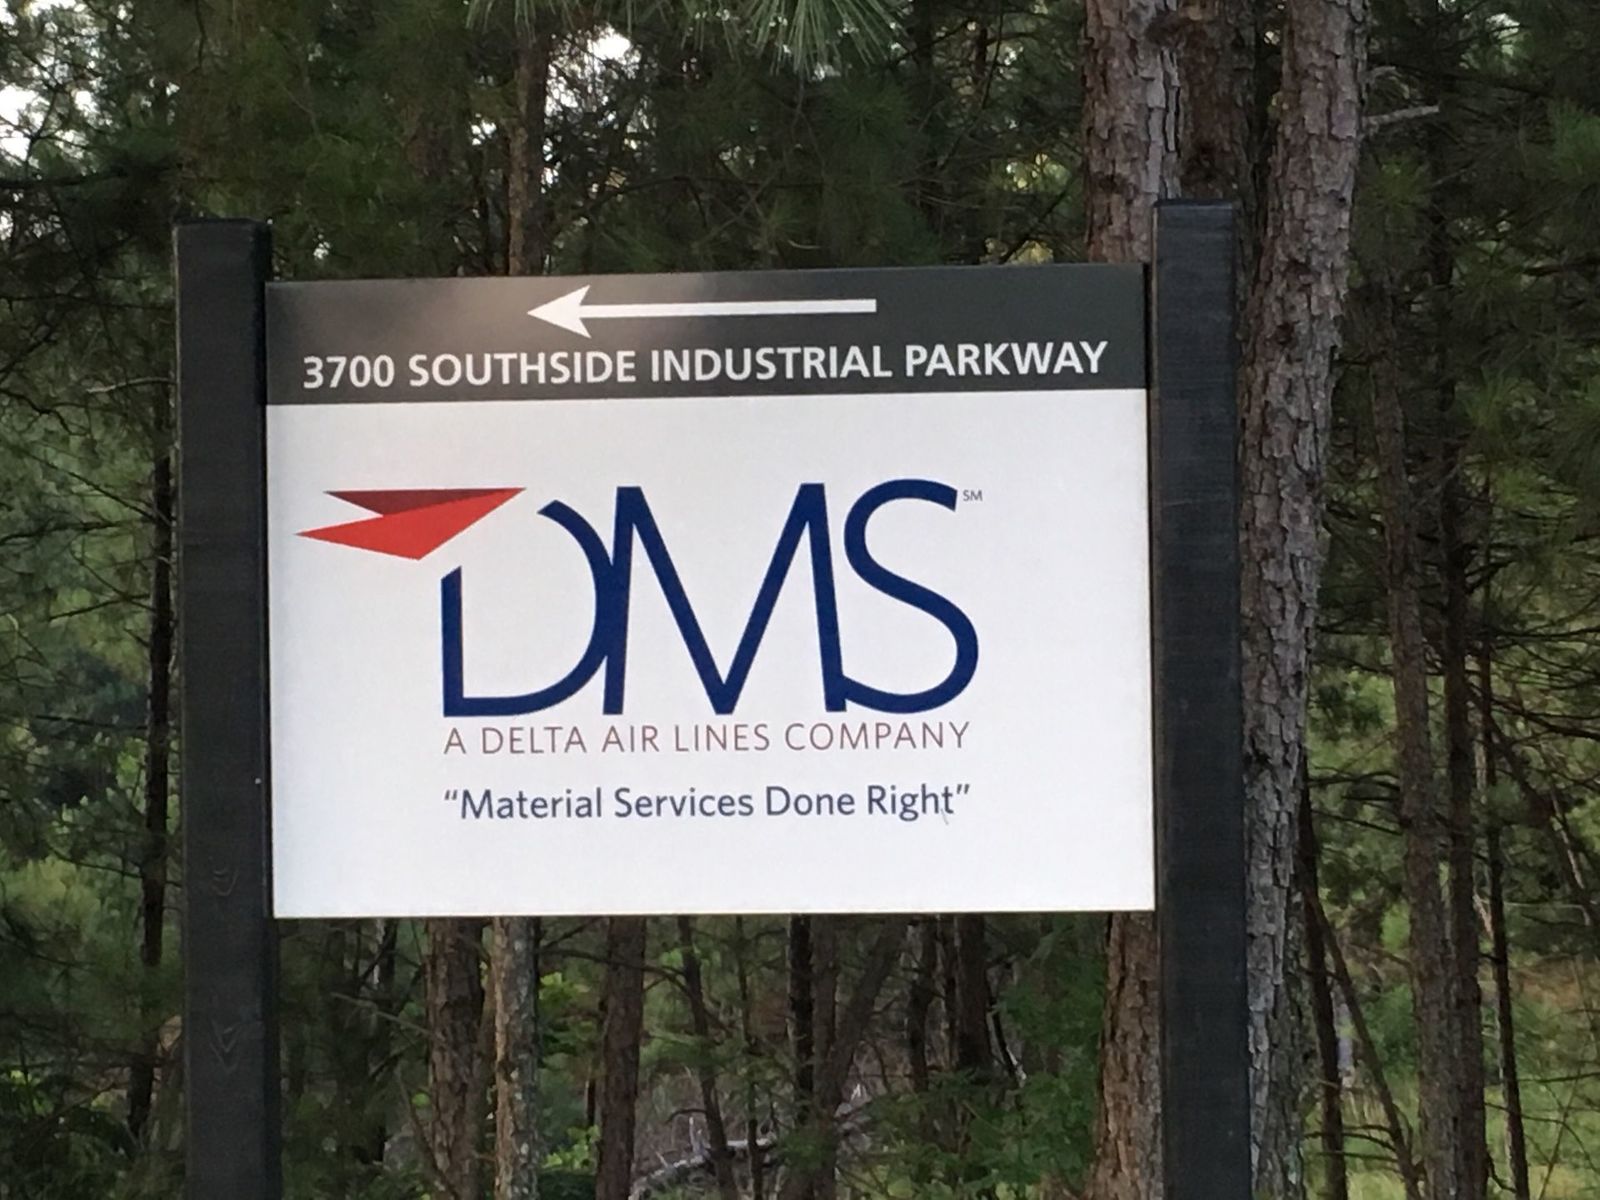 3700 SOUTHSIDE INDUSTRIAL PARKWAY
DMS SM
A DELTA AIR LINES COMPANY
“Material Services Done Right”